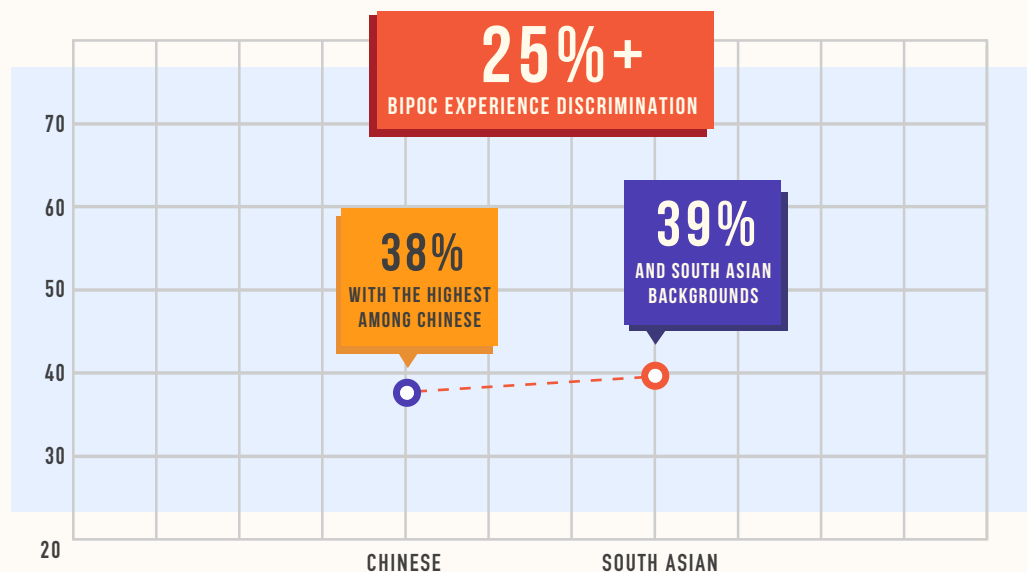 25%+
BIPOC EXPERIENCE DISCRIMINATION
70
60
50
40
30
20
38%
WITH THE HIGHEST
AMONG CHINESE
39%
AND SOUTH ASIAN
BACKGROUNDS
CHINESE
SOUTH ASIAN